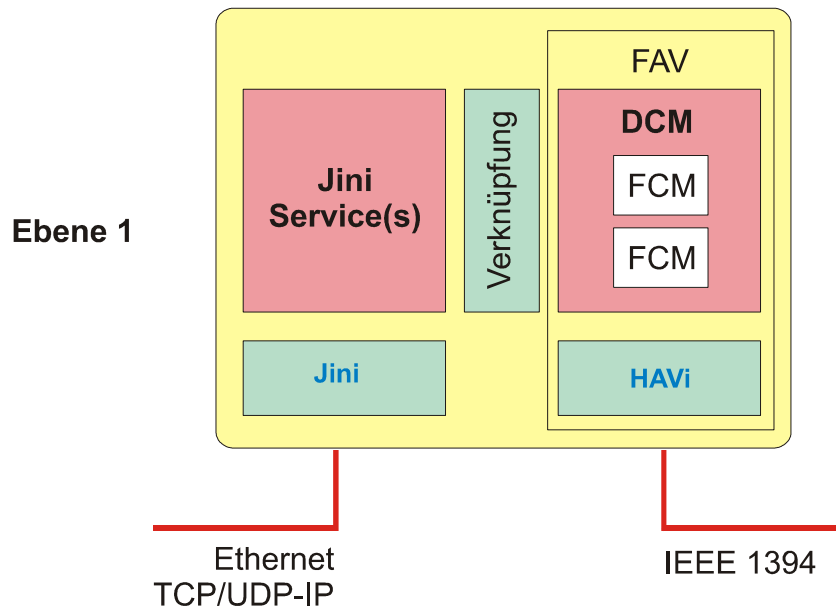 FAV
DCM
FCM
FCM
Jini
Service(s)
Verknüpfung
Ebene 1
Jini
HAVi
Ethernet
TCP/UDP-IP
IEEE 1394